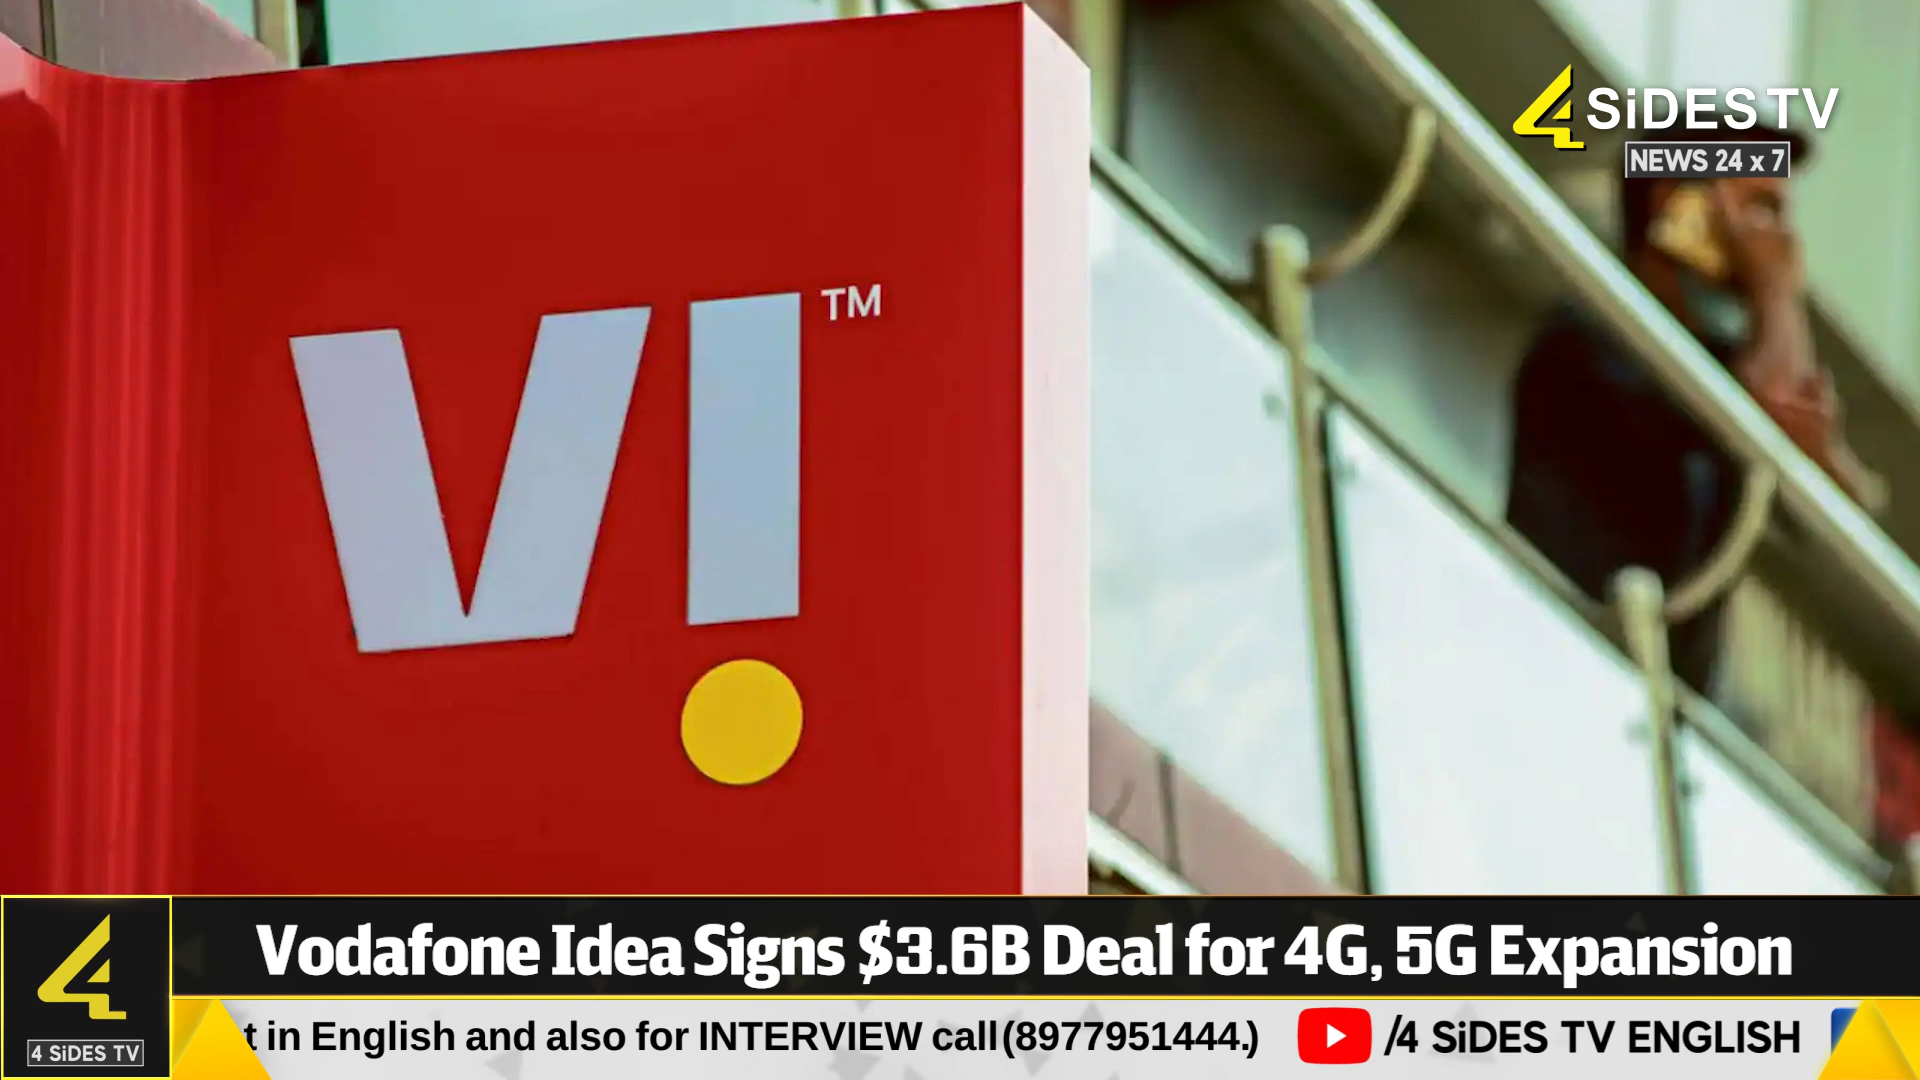 VI
TM
4 SiDES TV
NEWS 24 x 7
Vodafone Idea Signs $3.6B Deal for 4G, 5G Expansion
t in English and also for INTERVIEW call(8977951444.)
/4 SiDES TV ENGLISH
4 SiDES TV